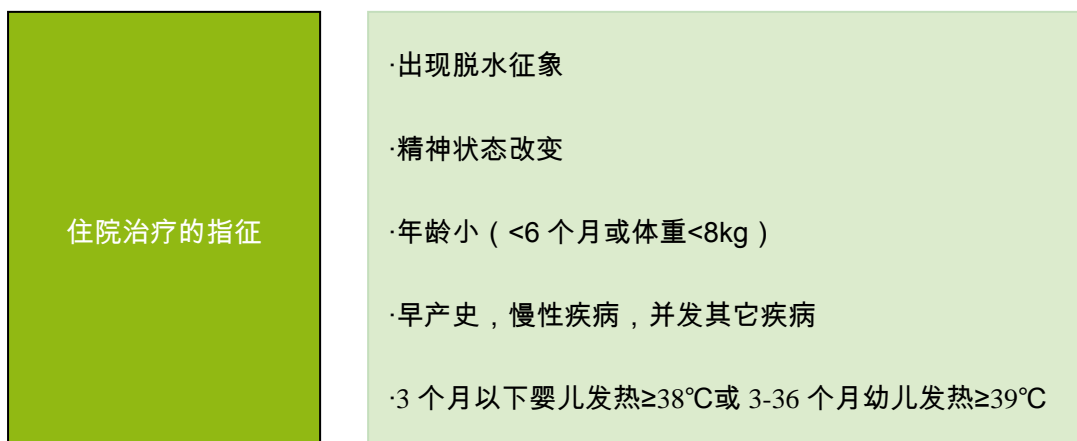 住院治疗的指征
·出现脱水征象
·精神状态改变
·年龄小（<6 个月或体重<8kg）
·早产史，慢性疾病，并发其它疾病
·3 个月以下婴儿发热≥38℃或 3-36 个月幼儿发热≥39℃